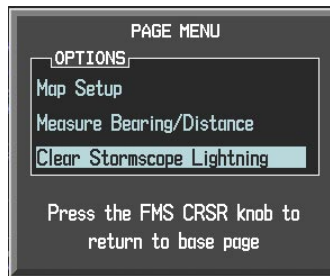 PAGE MENU
OPTIONS
Map Setup
Measure Bearing/Distance
Clear Stormscope Lightning
Press the FMS CRSR knob to
return to base page